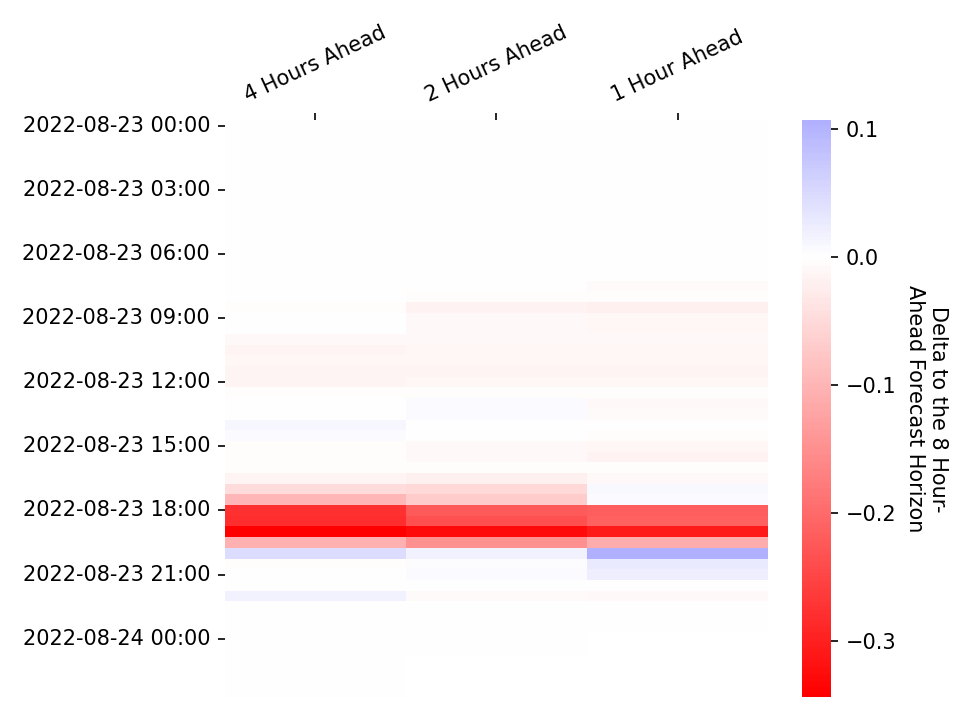 4 Hours Ahead
2 Hours Ahead
1 Hour Ahead
2022-08-23 00:00
2022-08-23 03:00
2022-08-23 06:00
2022-08-23 09:00
2022-08-23 12:00
2022-08-23 15:00
2022-08-23 18:00
2022-08-23 21:00
2022-08-24 00:00
0.1
0.0
−0.1
−0.2
−0.3
Delta to the 8 Hour-
Ahead Forecast Horizon